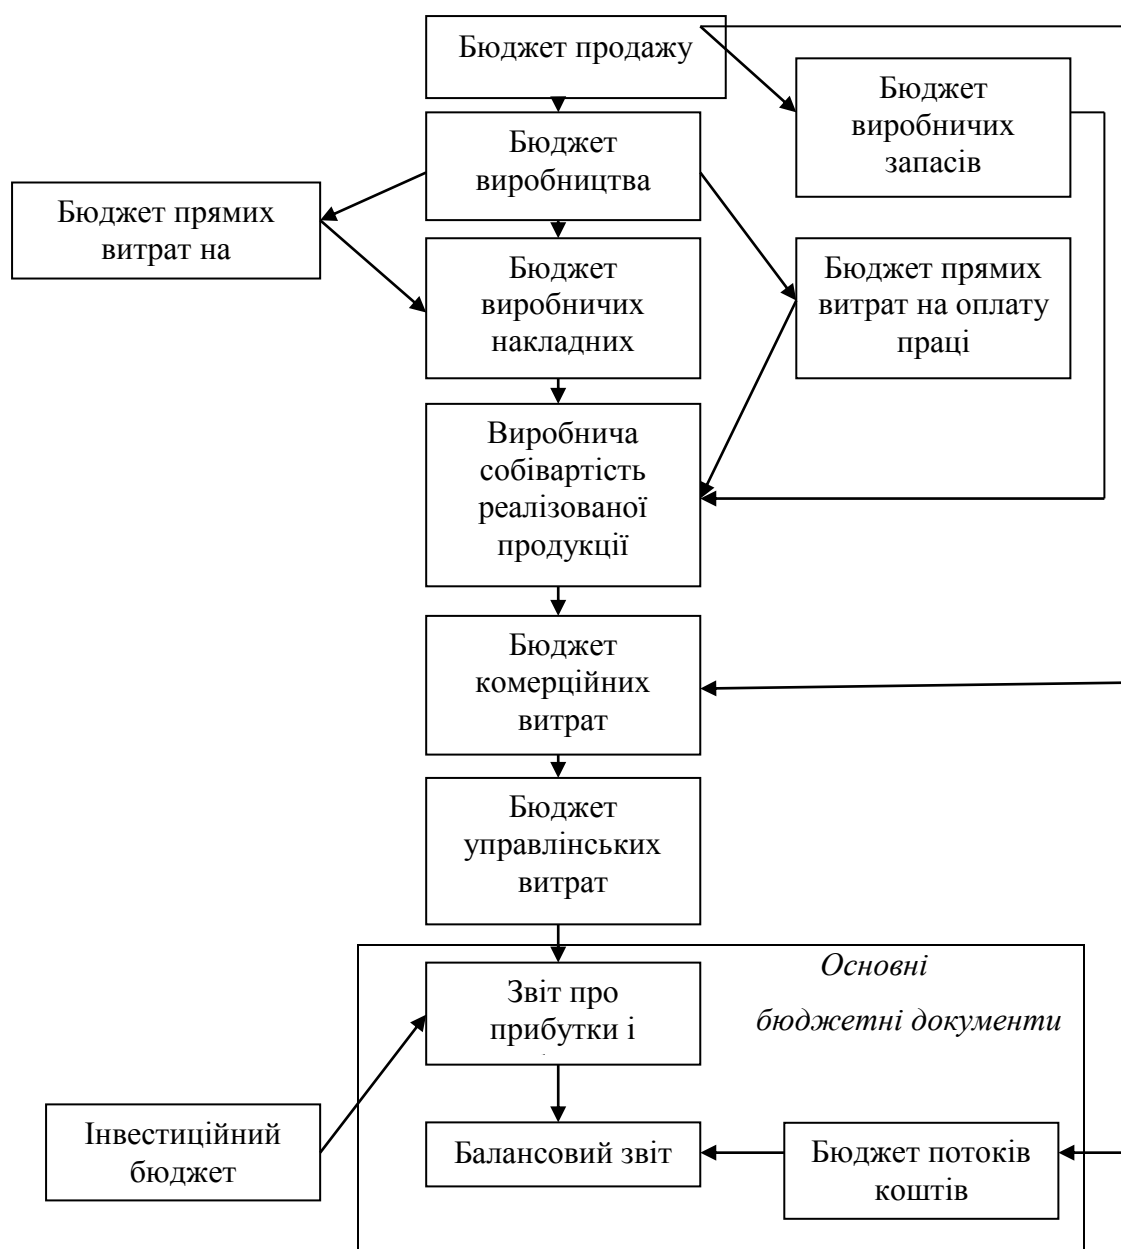 Бюджет продажу
Бюджет
виробничих
запасів
Бюджет
виробництва
Бюджет прямих
витрат на
Бюджет
виробничих
накладних
Бюджет прямих
витрат на оплату
праці
Виробнича
собівартість
реалізованої
продукції
Бюджет
комерційних
витрат
Бюджет
управлінських
витрат
Основні
бюджетні документи
Звіт про
прибутки і
Інвестиційний
бюджет
Балансовий звіт
Бюджет потоків
коштів